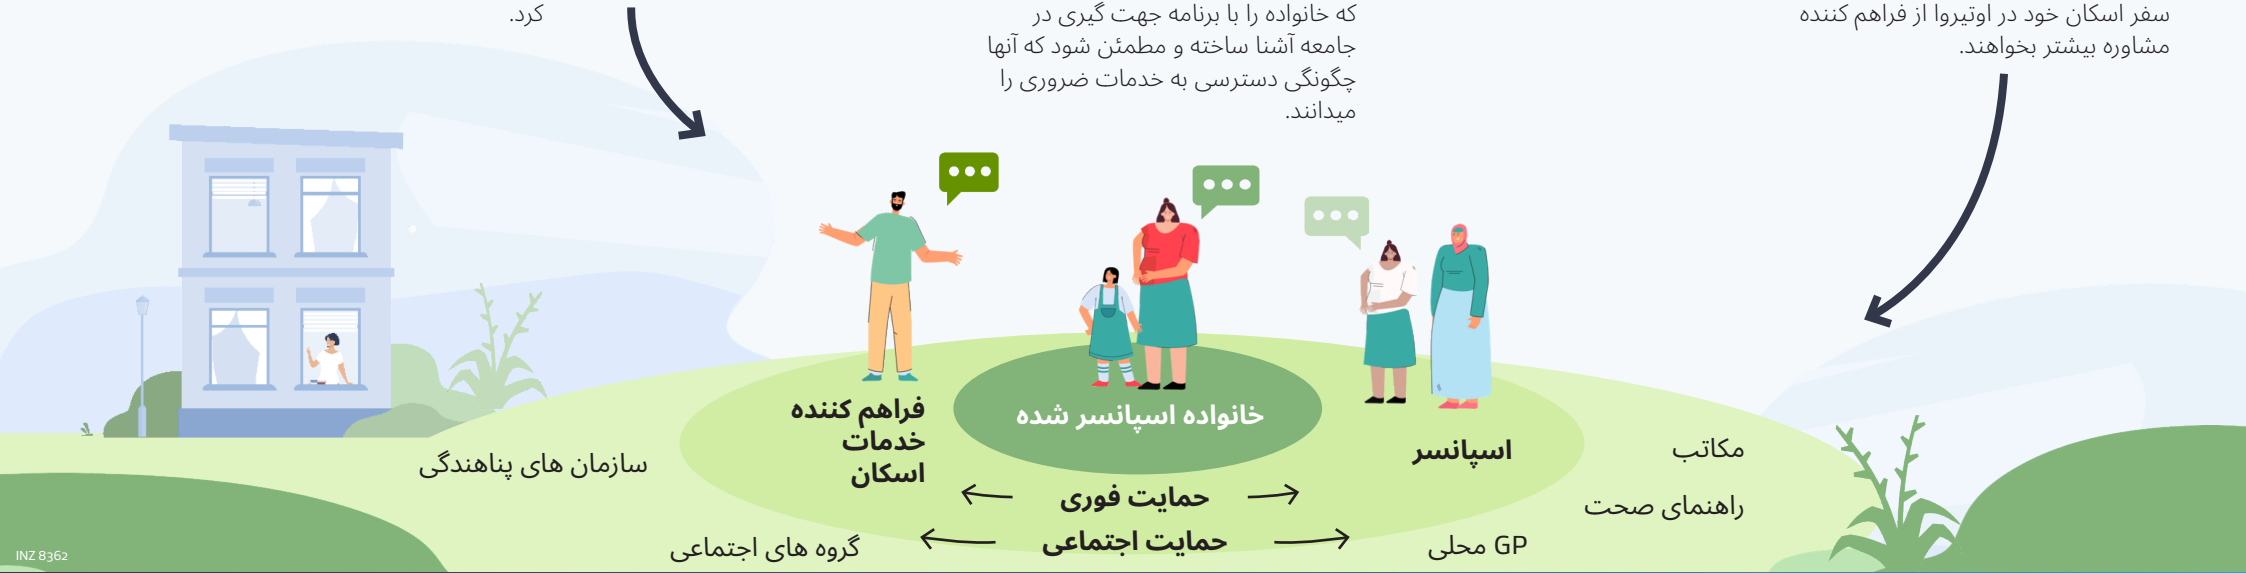 سفر اسکان خود در اوتیروا از فراهم کننده
مشاوره بیشتر بخواهند.
که خانواده را با برنامه جهت گیری در
جامعه آشنا ساخته و مطمئن شود که آنها
چگونگی دسترسی به خدمات ضروری را
میدانند.
کرد.
خانواده اسپانسر شده
اسپانسر
فراهم کننده
خدمات
اسکان
حمایت فوری
حمایت اجتماعی
مکاتب
راهنمای صحت
GP محلی
سازمان های پناهندگی
گروه های اجتماعی
INZ 8362